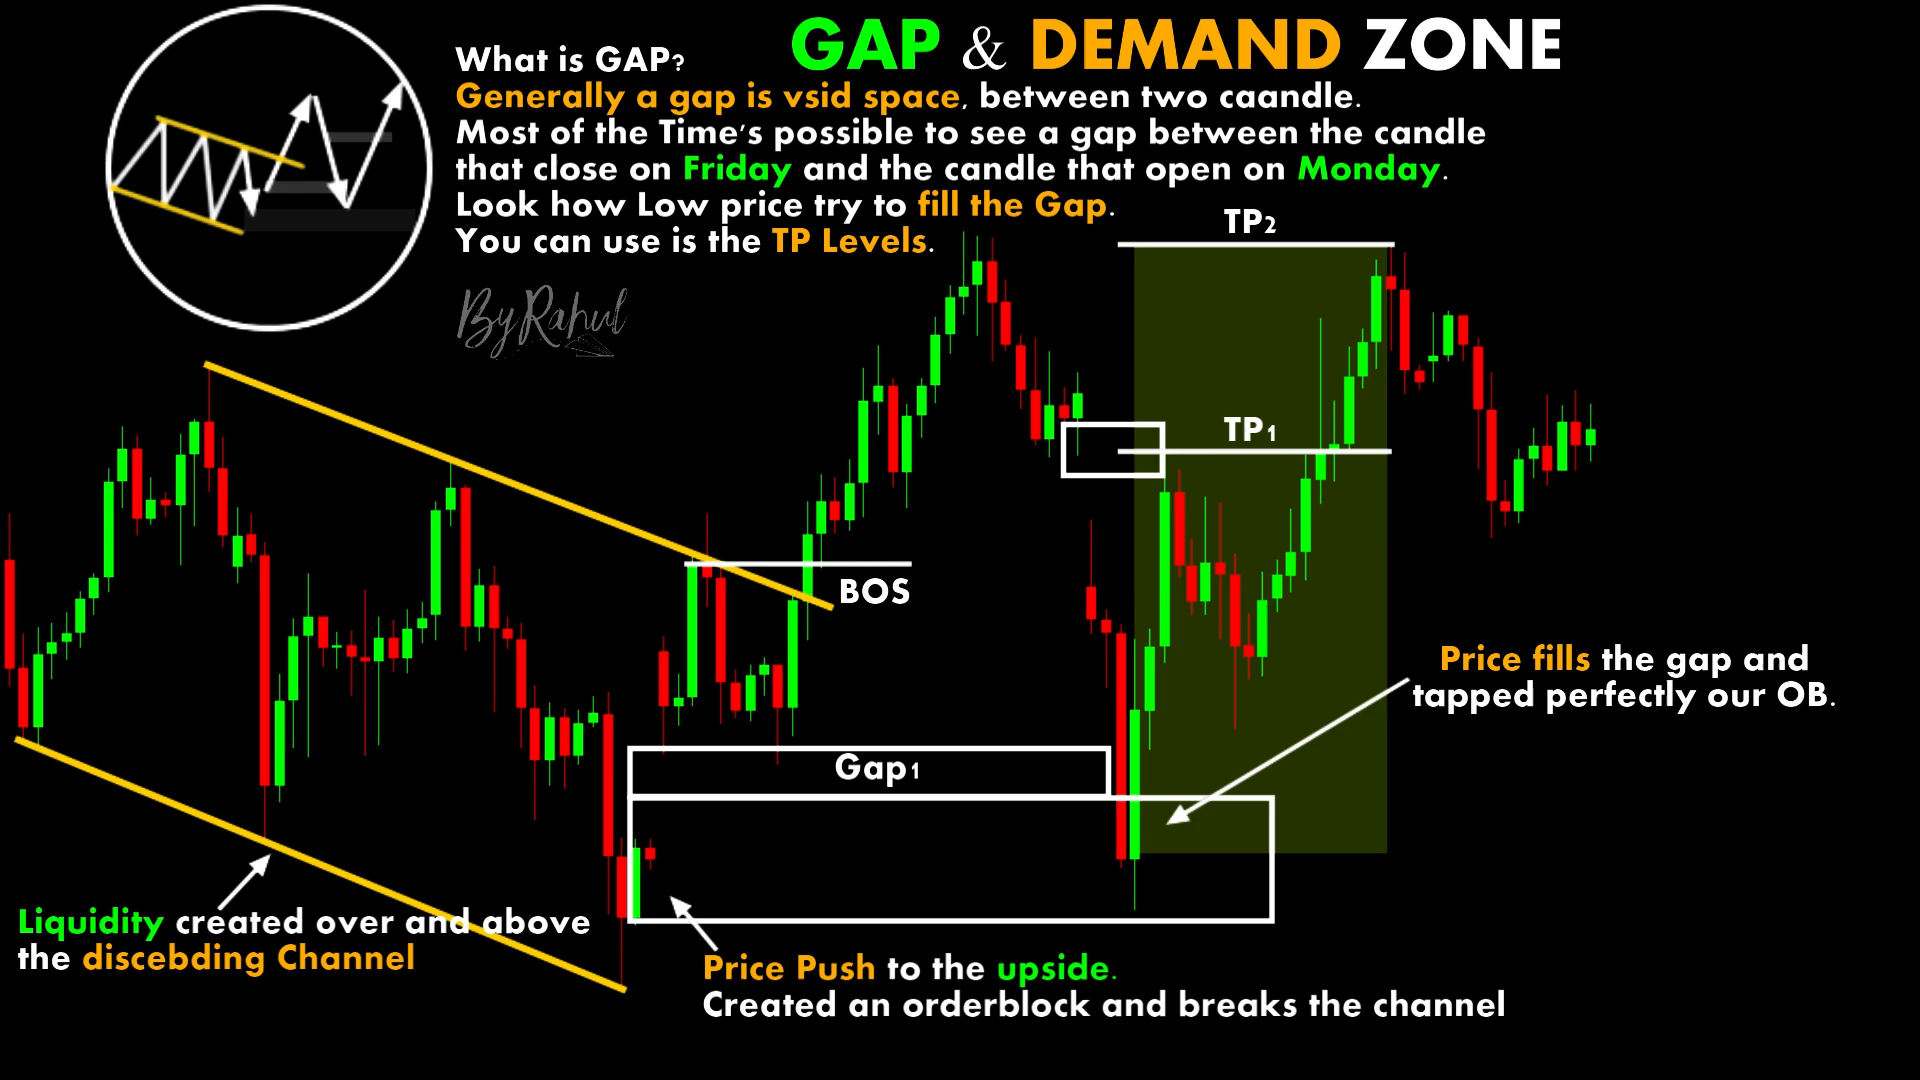 GAP & DEMAND ZONE
What is GAP?
Generally a gap is vsid space, between two caandle.
Most of the Time's possible to see a gap between the candle
that close on Friday and the candle that open on Monday.
Look how Low price try to fill the Gap.
You can use is the TP Levels.
By Rahul
TP2
TP1
BOS
Price fills the gap and
tapped perfectly our OB.
Gap1
Liquidity created over and above
the discebding Channel
Price Push to the upside.
Created an orderblock and breaks the channel